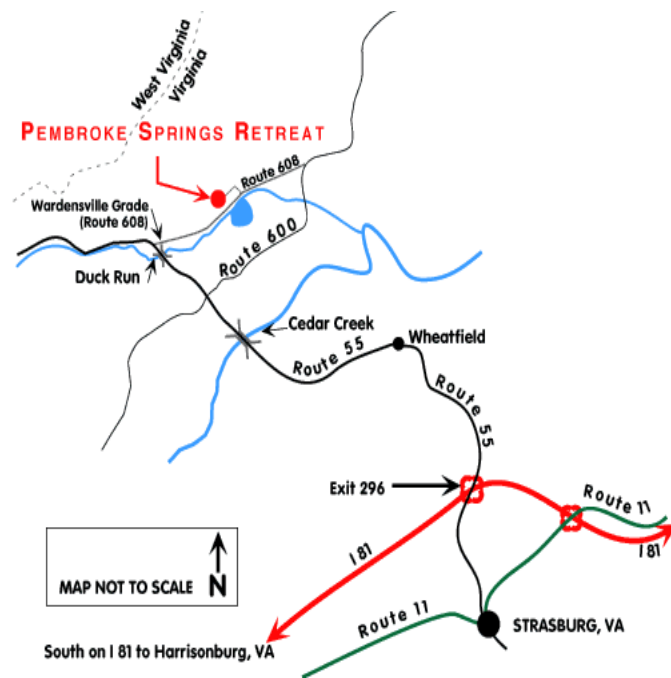 West Virginia
Virginia
PEMBROKE SPRINGS RETREAT
Route 608
Wardensville Grade
(Route 608)
Duck Run
Route 600
Cedar Creek
Wheatfield
Route 55
Route 55
Exit 296
Route 11
I 81
I 81
MAP NOT TO SCALE
N
Route 11
STRASBURG, VA
South on I 81 to Harrisonburg, VA